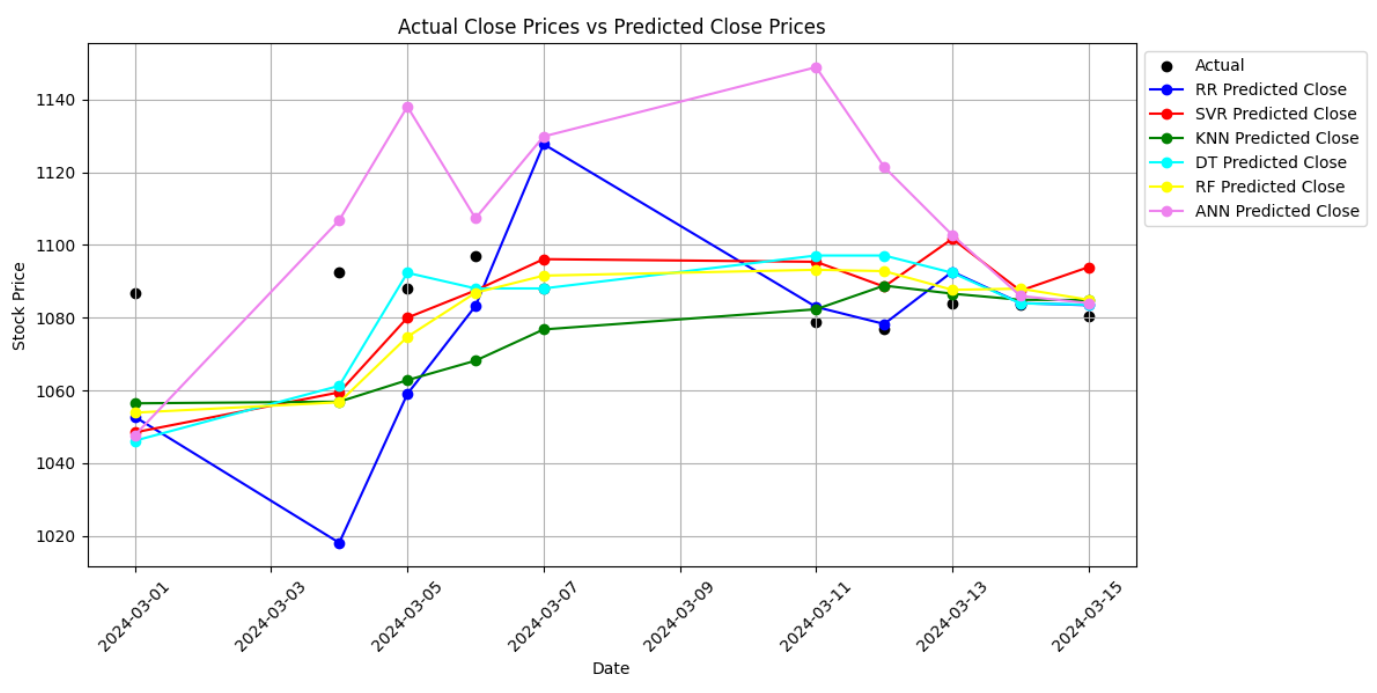 Actual Close Prices vs Predicted Close Prices
Stock Price
1140
1120
1100
1080
1060
1040
1020
2024-03-01
2024-03-03
2024-03-05
2024-03-07
2024-03-09
2024-03-11
2024-03-13
2024-03-15
Date
Actual
RR Predicted Close
SVR Predicted Close
KNN Predicted Close
DT Predicted Close
RF Predicted Close
ANN Predicted Close